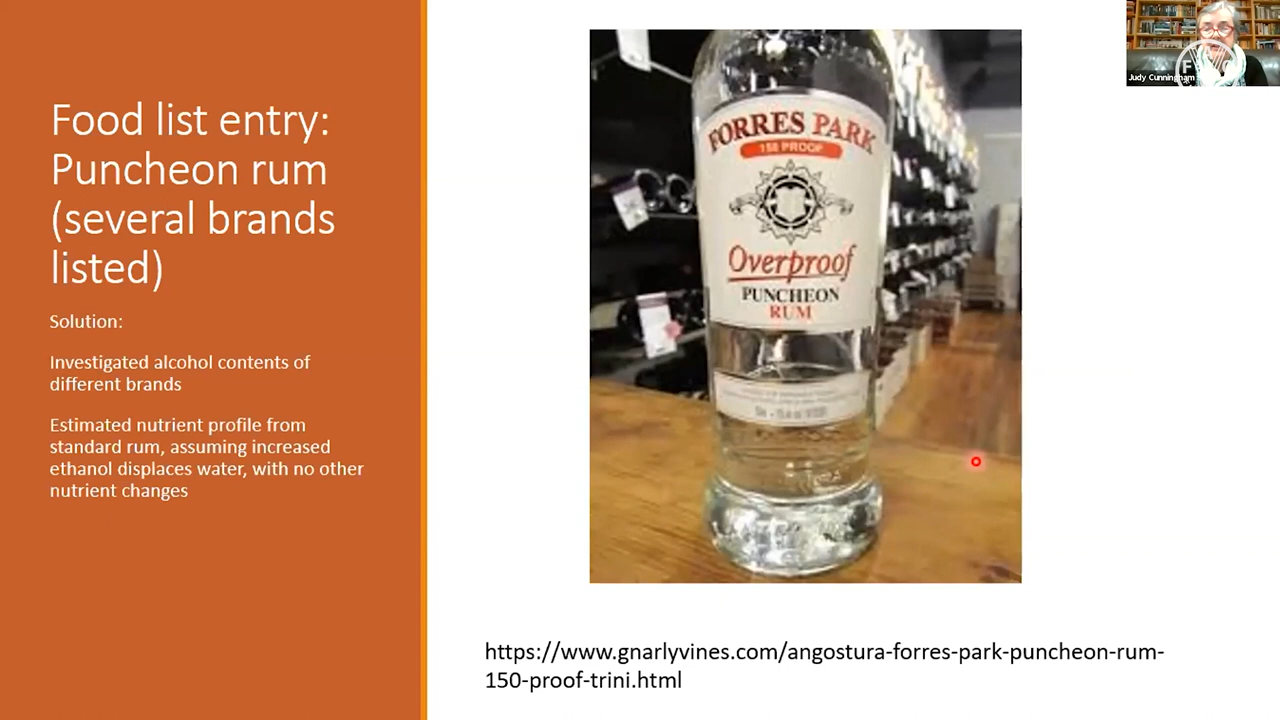 Food list entry:
Puncheon rum
(several brands
listed)
Solution:
Investigated alcohol contents of
different brands
Estimated nutrient profile from
standard rum, assuming increased
ethanol displaces water, with no other
nutrient changes
FORRES PARK
150 PROOF
Overproof
PUNCHEON
RUM
https://www.gnarlyvines.com/angostura-forres-park-puncheon-rum-
150-proof-trini.html
Judy Cunningham